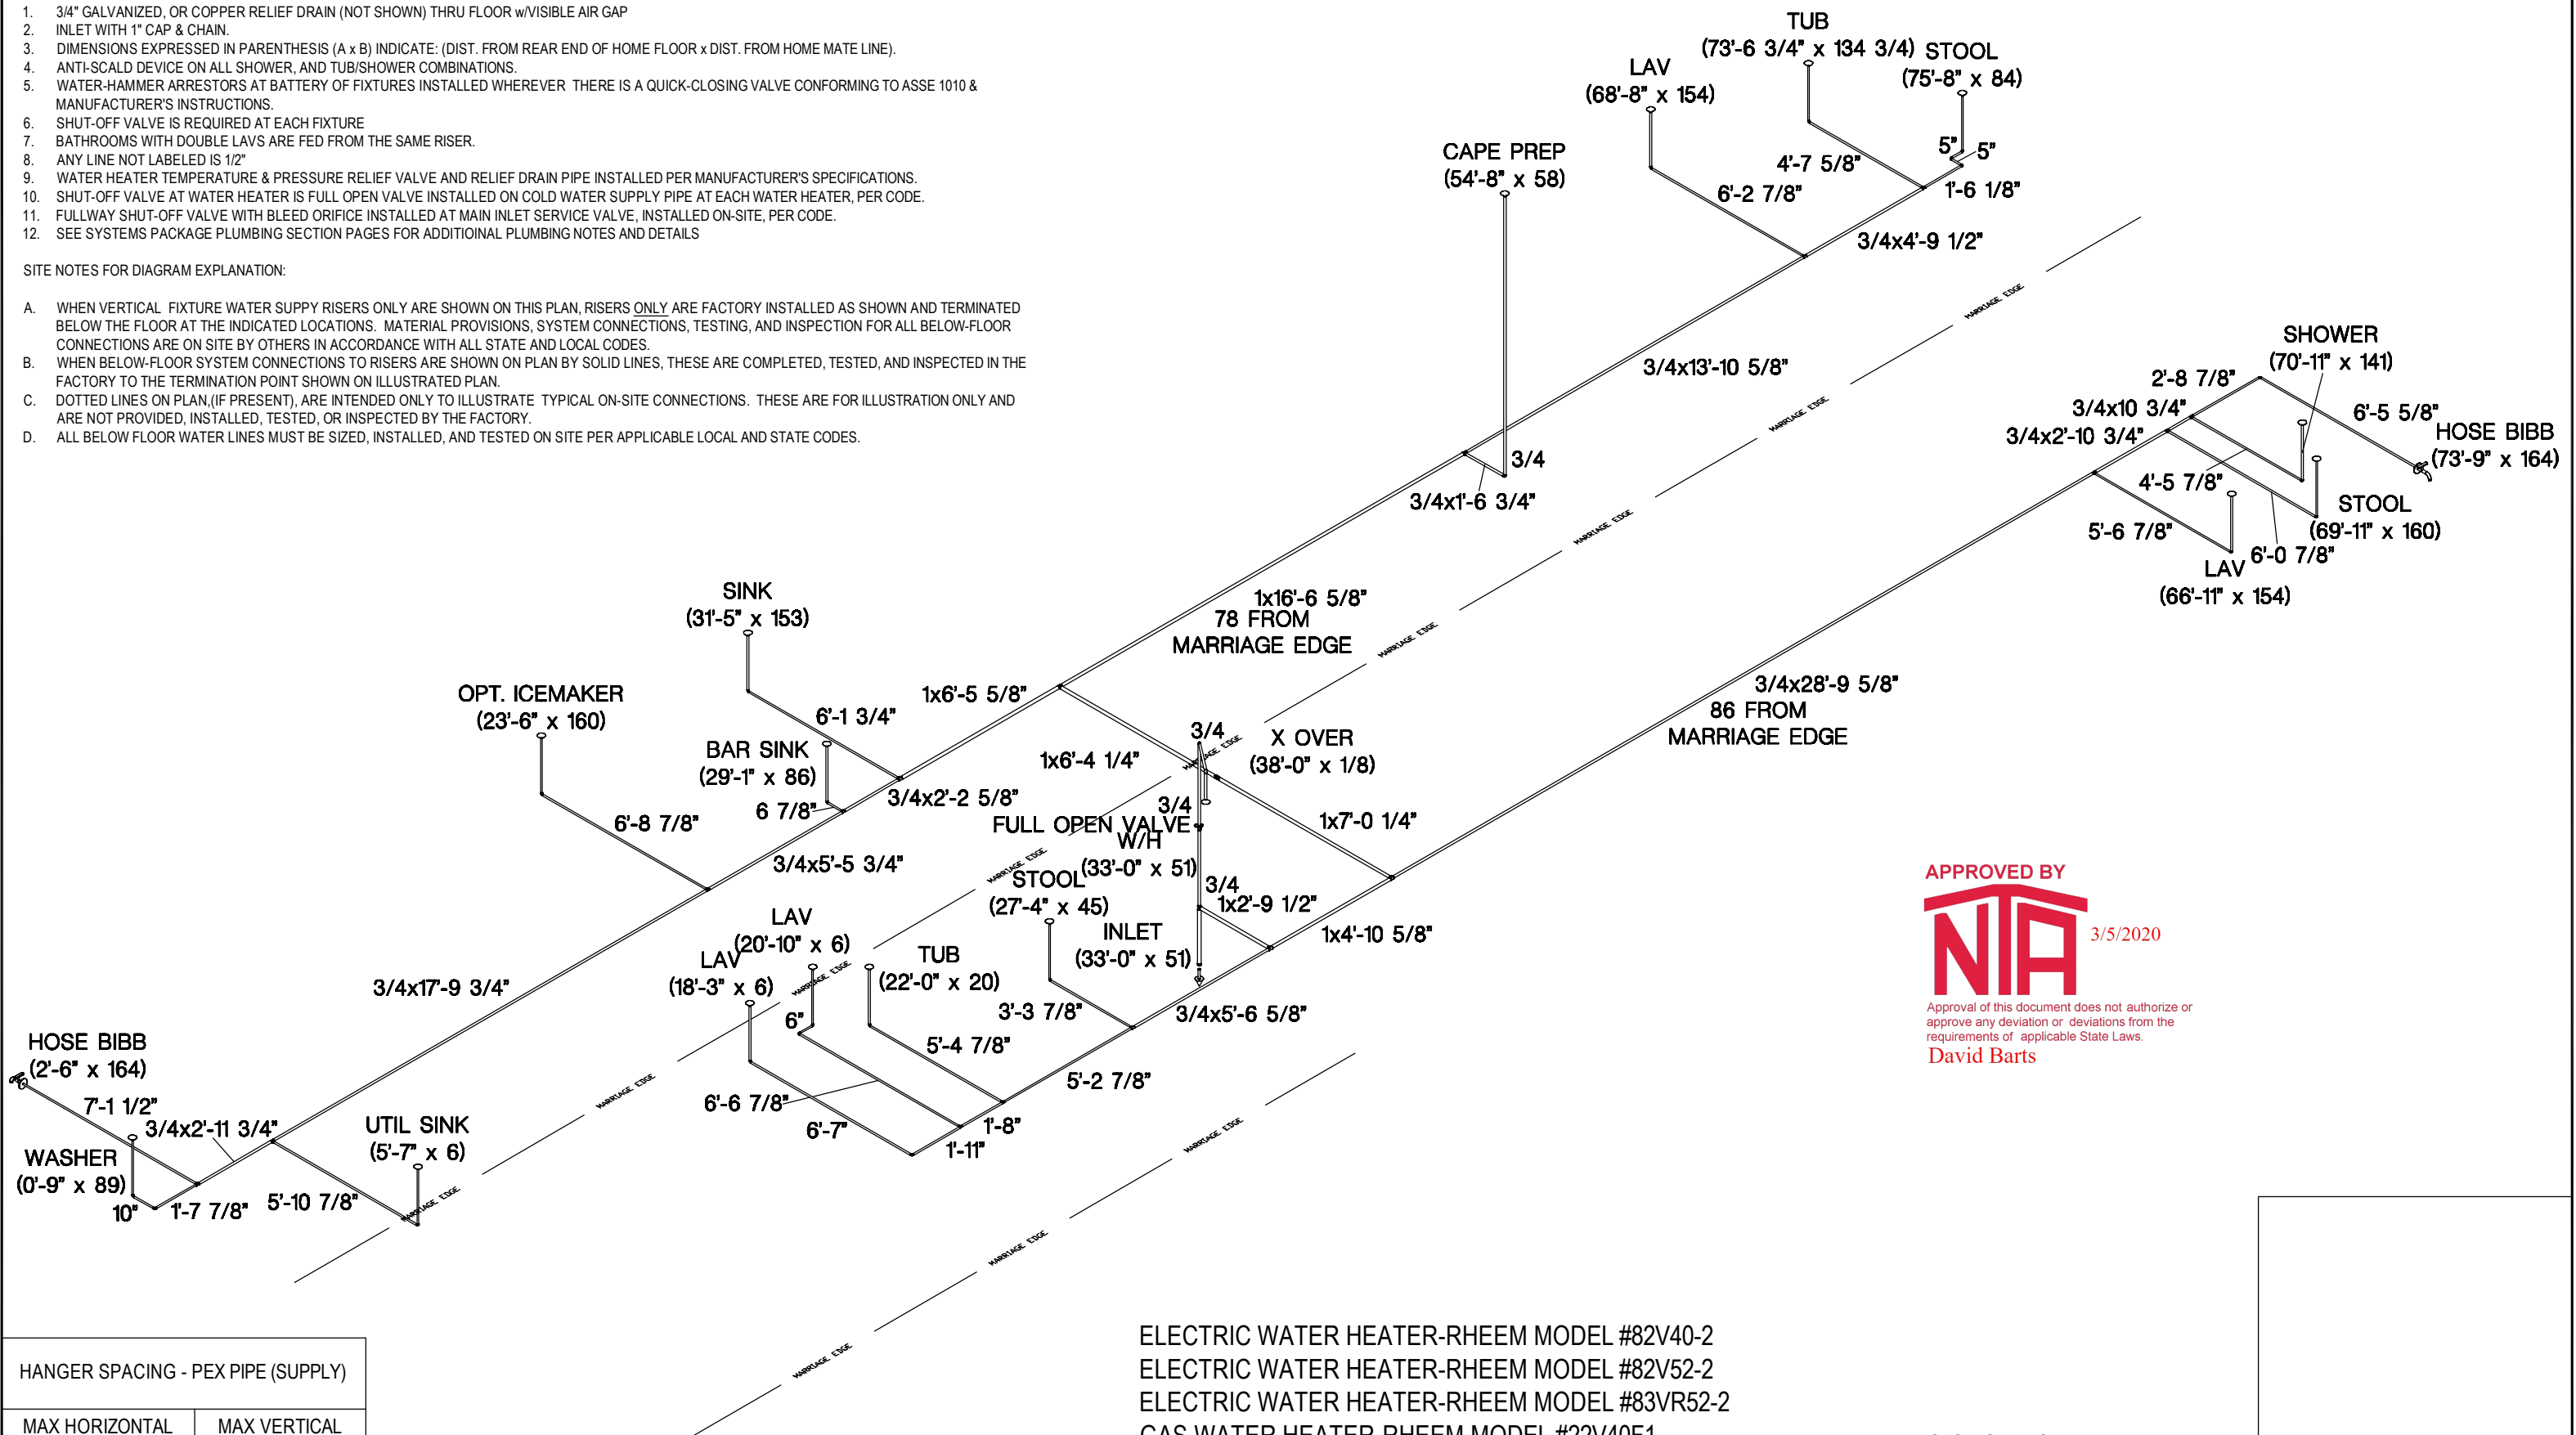 1. 3/4" GALVANIZED, OR COPPER RELIEF DRAIN (NOT SHOWN) THRU FLOOR w/VISIBLE AIR GAP
2. INLET WITH 1" CAP & CHAIN.
3. DIMENSIONS EXPRESSED IN PARENTHESIS (A x B) INDICATE: (DIST. FROM REAR END OF HOME FLOOR x DIST. FROM HOME MATE LINE).
4. ANTI-SCALD DEVICE ON ALL SHOWER, AND TUB/SHOWER COMBINATIONS.
5. WATER-HAMMER ARRESTORS AT BATTERY OF FIXTURES INSTALLED WHEREVER THERE IS A QUICK-CLOSING VALVE CONFORMING TO ASSE 1010 &
MANUFACTURER'S INSTRUCTIONS.
6. SHUT-OFF VALVE IS REQUIRED AT EACH FIXTURE
7. BATHROOMS WITH DOUBLE LAVS ARE FED FROM THE SAME RISER.
8. ANY LINE NOT LABELED IS 1/2"
9. WATER HEATER TEMPERATURE & PRESSURE RELIEF VALVE AND RELIEF DRAIN PIPE INSTALLED PER MANUFACTURER'S SPECIFICATIONS.
10. SHUT-OFF VALVE AT WATER HEATER IS FULL OPEN VALVE INSTALLED ON COLD WATER SUPPLY PIPE AT EACH WATER HEATER, PER CODE.
11. FULLWAY SHUT-OFF VALVE WITH BLEED ORIFICE INSTALLED AT MAIN INLET SERVICE VALVE, INSTALLED ON-SITE, PER CODE.
12. SEE SYSTEMS PACKAGE PLUMBING SECTION PAGES FOR ADDITIOINAL PLUMBING NOTES AND DETAILS
SITE NOTES FOR DIAGRAM EXPLANATION:
A. WHEN VERTICAL FIXTURE WATER SUPPY RISERS ONLY ARE SHOWN ON THIS PLAN, RISERS ONLY ARE FACTORY INSTALLED AS SHOWN AND TERMINATED
BELOW THE FLOOR AT THE INDICATED LOCATIONS. MATERIAL PROVISIONS, SYSTEM CONNECTIONS, TESTING, AND INSPECTION FOR ALL BELOW-FLOOR
CONNECTIONS ARE ON SITE BY OTHERS IN ACCORDANCE WITH ALL STATE AND LOCAL CODES.
B. WHEN BELOW-FLOOR SYSTEM CONNECTIONS TO RISERS ARE SHOWN ON PLAN BY SOLID LINES, THESE ARE COMPLETED, TESTED, AND INSPECTED IN THE
FACTORY TO THE TERMINATION POINT SHOWN ON ILLUSTRATED PLAN.
C. DOTTED LINES ON PLAN,(IF PRESENT), ARE INTENDED ONLY TO ILLUSTRATE TYPICAL ON-SITE CONNECTIONS. THESE ARE FOR ILLUSTRATION ONLY AND
ARE NOT PROVIDED, INSTALLED, TESTED, OR INSPECTED BY THE FACTORY.
D. ALL BELOW FLOOR WATER LINES MUST BE SIZED, INSTALLED, AND TESTED ON SITE PER APPLICABLE LOCAL AND STATE CODES.
TUB
(73'-6 3/4" x 134 3/4)
STOOL
(75'-8" x 84)
LAV
(68'-8" x 154)
CAPE PREP
(54'-8" x 58)
5"
5"
4'-7 5/8"
1'-6 1/8"
6'-2 7/8"
3/4x4'-9 1/2"
MARRIAGE EDGE
3/4x13'-10 5/8"
MARRIAGE EDGE
3/4
3/4x1'-6 3/4"
MARRIAGE EDGE
SHOWER
(70'-11" x 141)
2'-8 7/8"
3/4x10 3/4"
3/4x2'-10 3/4"
6'-5 5/8"
HOSE BIBB
(73'-9" x 164)
4'-5 7/8"
STOOL
(69'-11" x 160)
5'-6 7/8"
6'-0 7/8"
LAV
(66'-11" x 154)
SINK
(31'-5" x 153)
1x16'-6 5/8"
78 FROM
MARRIAGE EDGE
MARRIAGE EDGE
OPT. ICEMAKER
(23'-6" x 160)
1x6'-5 5/8"
6'-1 3/4"
3/4x28'-9 5/8"
86 FROM
MARRIAGE EDGE
BAR SINK
(29'-1" x 86)
1x6'-4 1/4"
3/4
MARRIAGE EDGE
X OVER
(38'-0" x 1/8)
3/4x2'-2 5/8"
6 7/8"
6'-8 7/8"
3/4
FULL OPEN VALVE
W/H
(33'-0" x 51)
1x7'-0 1/4"
3/4x5'-5 3/4"
MARRIAGE EDGE
STOOL
(27'-4" x 45)
3/4
1x2'-9 1/2"
INLET
(33'-0" x 51)
1x4'-10 5/8"
LAV
(20'-10" x 6)
LAV
(18'-3" x 6)
MARRIAGE EDGE
TUB
(22'-0" x 20)
3/4x17'-9 3/4"
3'-3 7/8"
3/4x5'-6 5/8"
6"
5'-4 7/8"
5'-2 7/8"
6'-6 7/8"
6'-7"
1'-8"
1'-11"
HOSE BIBB
(2'-6" x 164)
7'-1 1/2"
3/4x2'-11 3/4"
MARRIAGE EDGE
UTIL SINK
(5'-7" x 6)
WASHER
(0'-9" x 89)
10"
1'-7 7/8"
5'-10 7/8"
MARRIAGE EDGE
MARRIAGE EDGE
MARRIAGE EDGE
MARRIAGE EDGE
APPROVED BY
NTA
3/5/2020
Approval of this document does not authorize or
approve any deviation or deviations from the
requirements of applicable State Laws.
David Barts
HANGER SPACING - PEX PIPE (SUPPLY)
MAX HORIZONTAL
MAX VERTICAL
ELECTRIC WATER HEATER-RHEEM MODEL #82V40-2
ELECTRIC WATER HEATER-RHEEM MODEL #82V52-2
ELECTRIC WATER HEATER-RHEEM MODEL #83VR52-2
GAS WATER HEATER-RHEEM MODEL #22V40F1